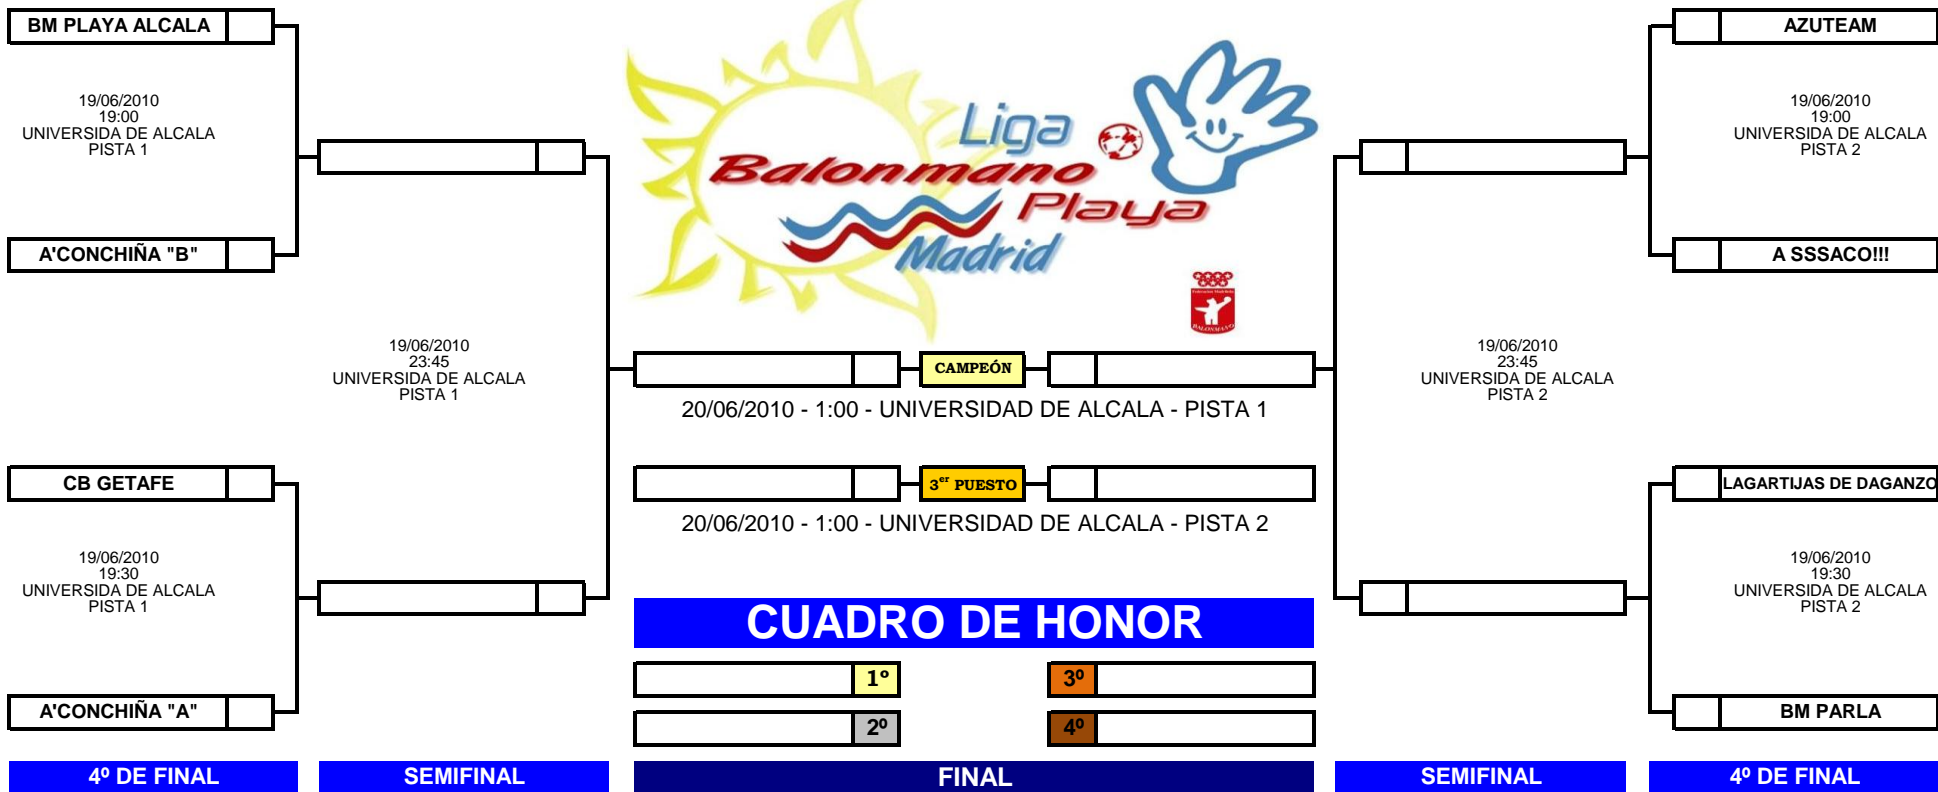 BM PLAYA ALCALA
19/06/2010
19:00
UNIVERSIDA DE ALCALA
PISTA 1
A'CONCHIÑA "B"
19/06/2010
23:45
UNIVERSIDA DE ALCALA
PISTA 1
CB GETAFE
19/06/2010
19:30
UNIVERSIDA DE ALCALA
PISTA 1
A'CONCHIÑA "A"
4º DE FINAL
SEMIFINAL
Liga
Balonmano
Playa
Madrid
BALONMANO
CAMPEÓN
20/06/2010 - 1:00 - UNIVERSIDAD DE ALCALA - PISTA 1
3er PUESTO
20/06/2010 - 1:00 - UNIVERSIDAD DE ALCALA - PISTA 2
CUADRO DE HONOR
1º
3º
2º
4º
FINAL
AZUTEAM
19/06/2010
19:00
UNIVERSIDA DE ALCALA
PISTA 2
A SSSACO!!!
19/06/2010
23:45
UNIVERSIDA DE ALCALA
PISTA 2
LAGARTIJAS DE DAGANZO
19/06/2010
19:30
UNIVERSIDA DE ALCALA
PISTA 2
BM PARLA
SEMIFINAL
4º DE FINAL